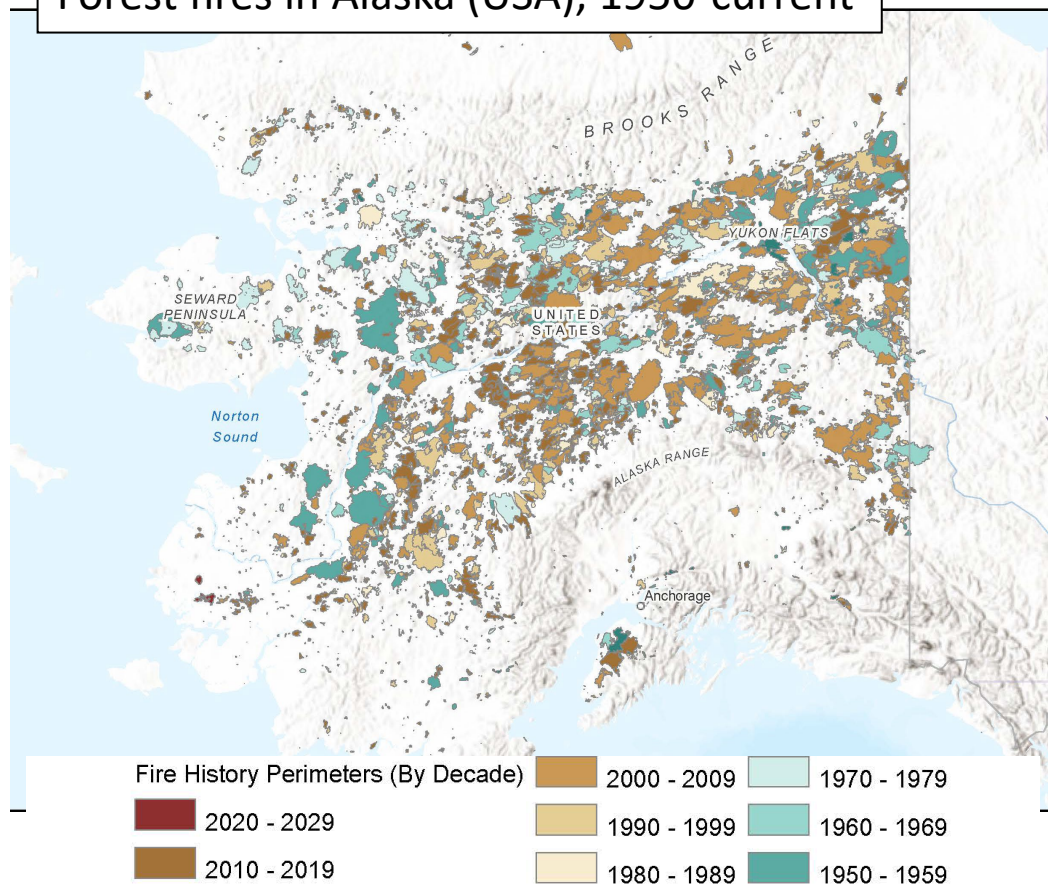 Forest fires in Alaska (USA), 1950-current
BROOKS RANGE
YUKON FLATS
SEWARD
PENINSULA
UNITED
STATES
Norton
Sound
ALASKA RANGE
Anchorage
Fire History Perimeters (By Decade)
2020 - 2029
2010 - 2019
2000 - 2009
1990 - 1999
1980 - 1989
1970 - 1979
1960 - 1969
1950 - 1959